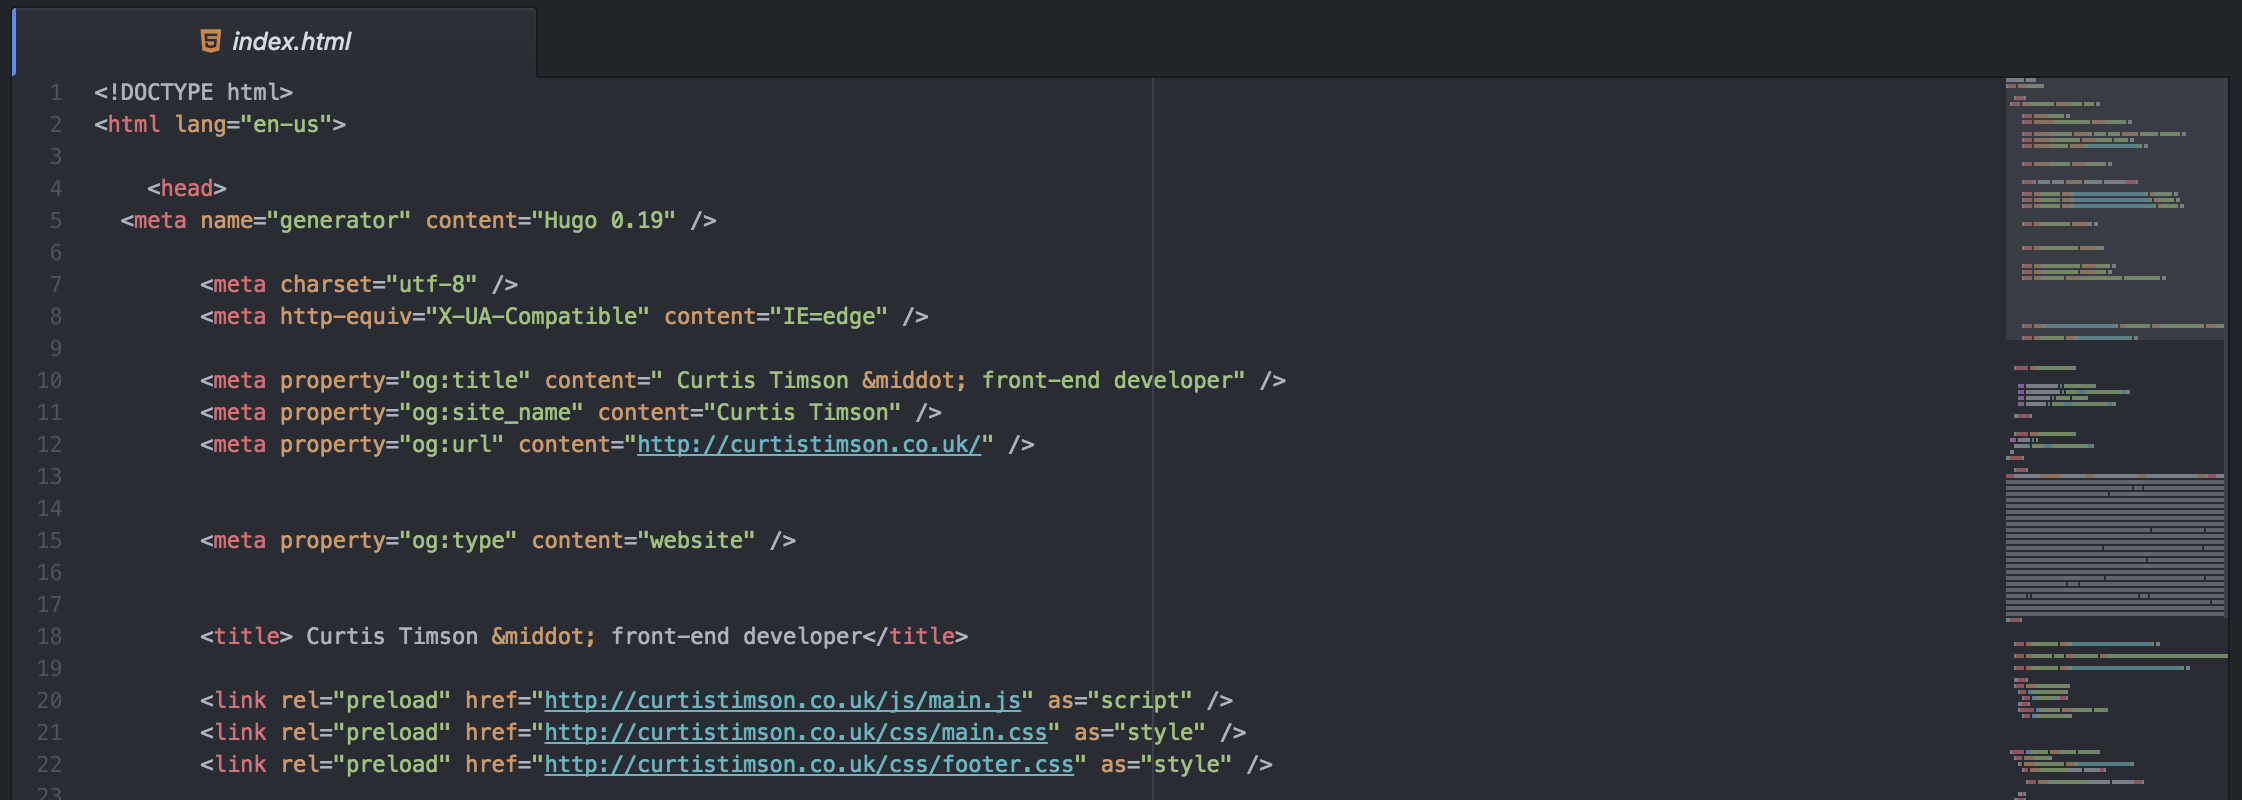 index.html
1 <!DOCTYPE html>
2 <html lang="en-us">
3
4 <head>
5 <meta name="generator" content="Hugo 0.19" />
6
7 <meta charset="utf-8" />
8 <meta http-equiv="X-UA-Compatible" content="IE=edge" />
9
10 <meta property="og:title" content=" Curtis Timson &middot; front-end developer" />
11 <meta property="og:site_name" content="Curtis Timson" />
12 <meta property="og:url" content="http://curtistimson.co.uk/" />
13
14
15 <meta property="og:type" content="website" />
16
17
18 <title> Curtis Timson &middot; front-end developer</title>
19
20 <link rel="preload" href="http://curtistimson.co.uk/js/main.js" as="script" />
21 <link rel="preload" href="http://curtistimson.co.uk/css/main.css" as="style" />
22 <link rel="preload" href="http://curtistimson.co.uk/css/footer.css" as="style" />
23